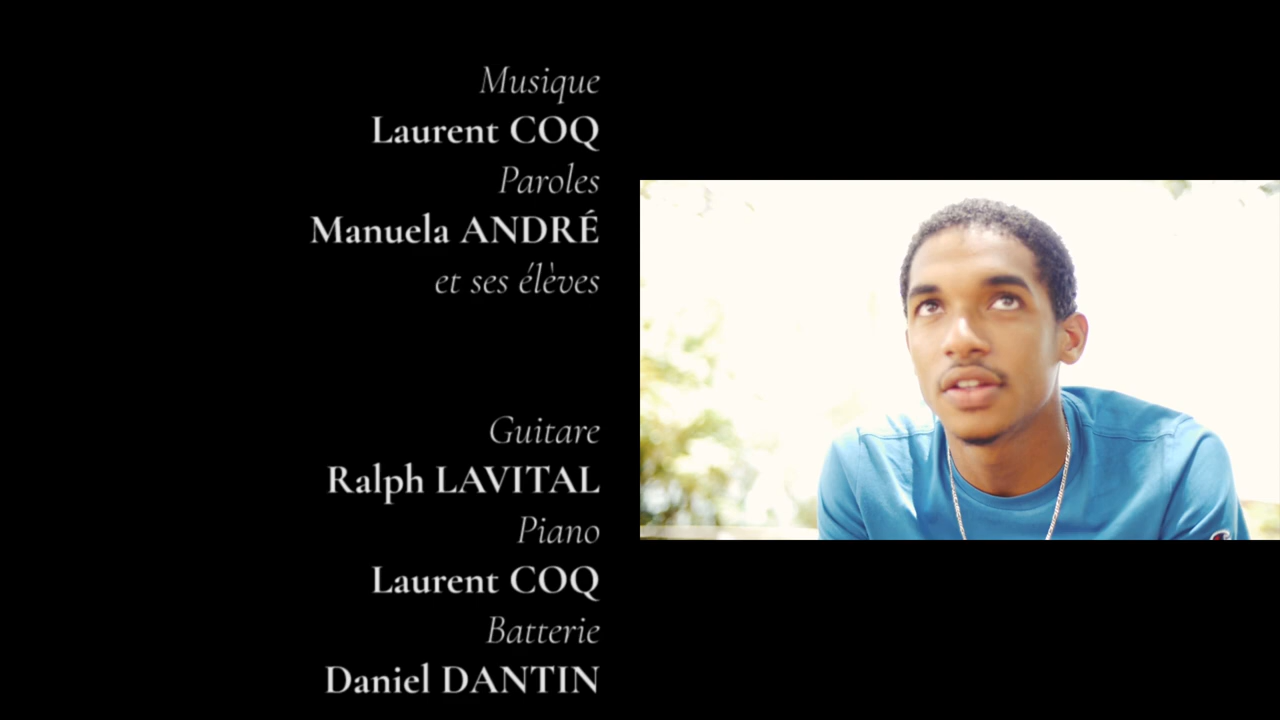 Musique
Laurent COQ
Paroles
Manuela ANDRÉ
et ses élèves
Guitare
Ralph LAVITAL
Piano
Laurent COQ
Batterie
Daniel DANTIN